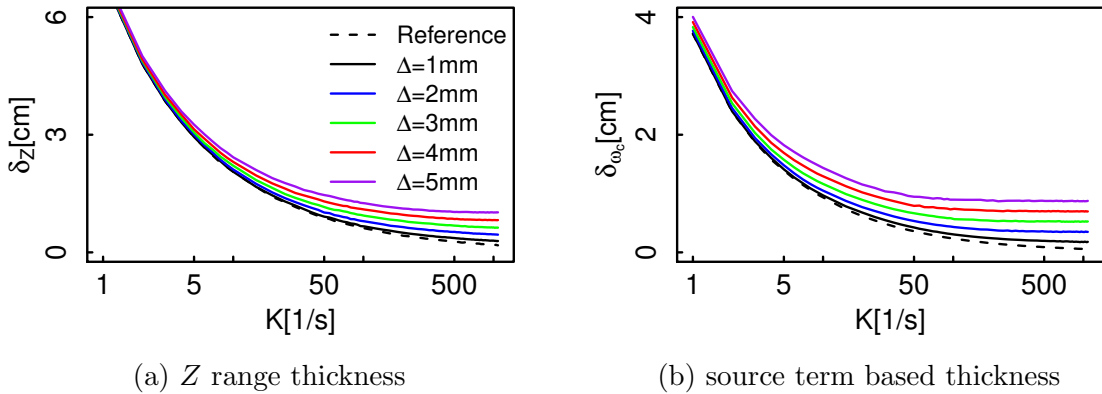 6
3
0
δZ[cm]
Reference
Δ=1mm
Δ=2mm
Δ=3mm
Δ=4mm
Δ=5mm
1 5 50 500
K[1/s]
(a) Z range thickness
4
2
0
δωc[cm]
1 5 50 500
K[1/s]
(b) source term based thickness